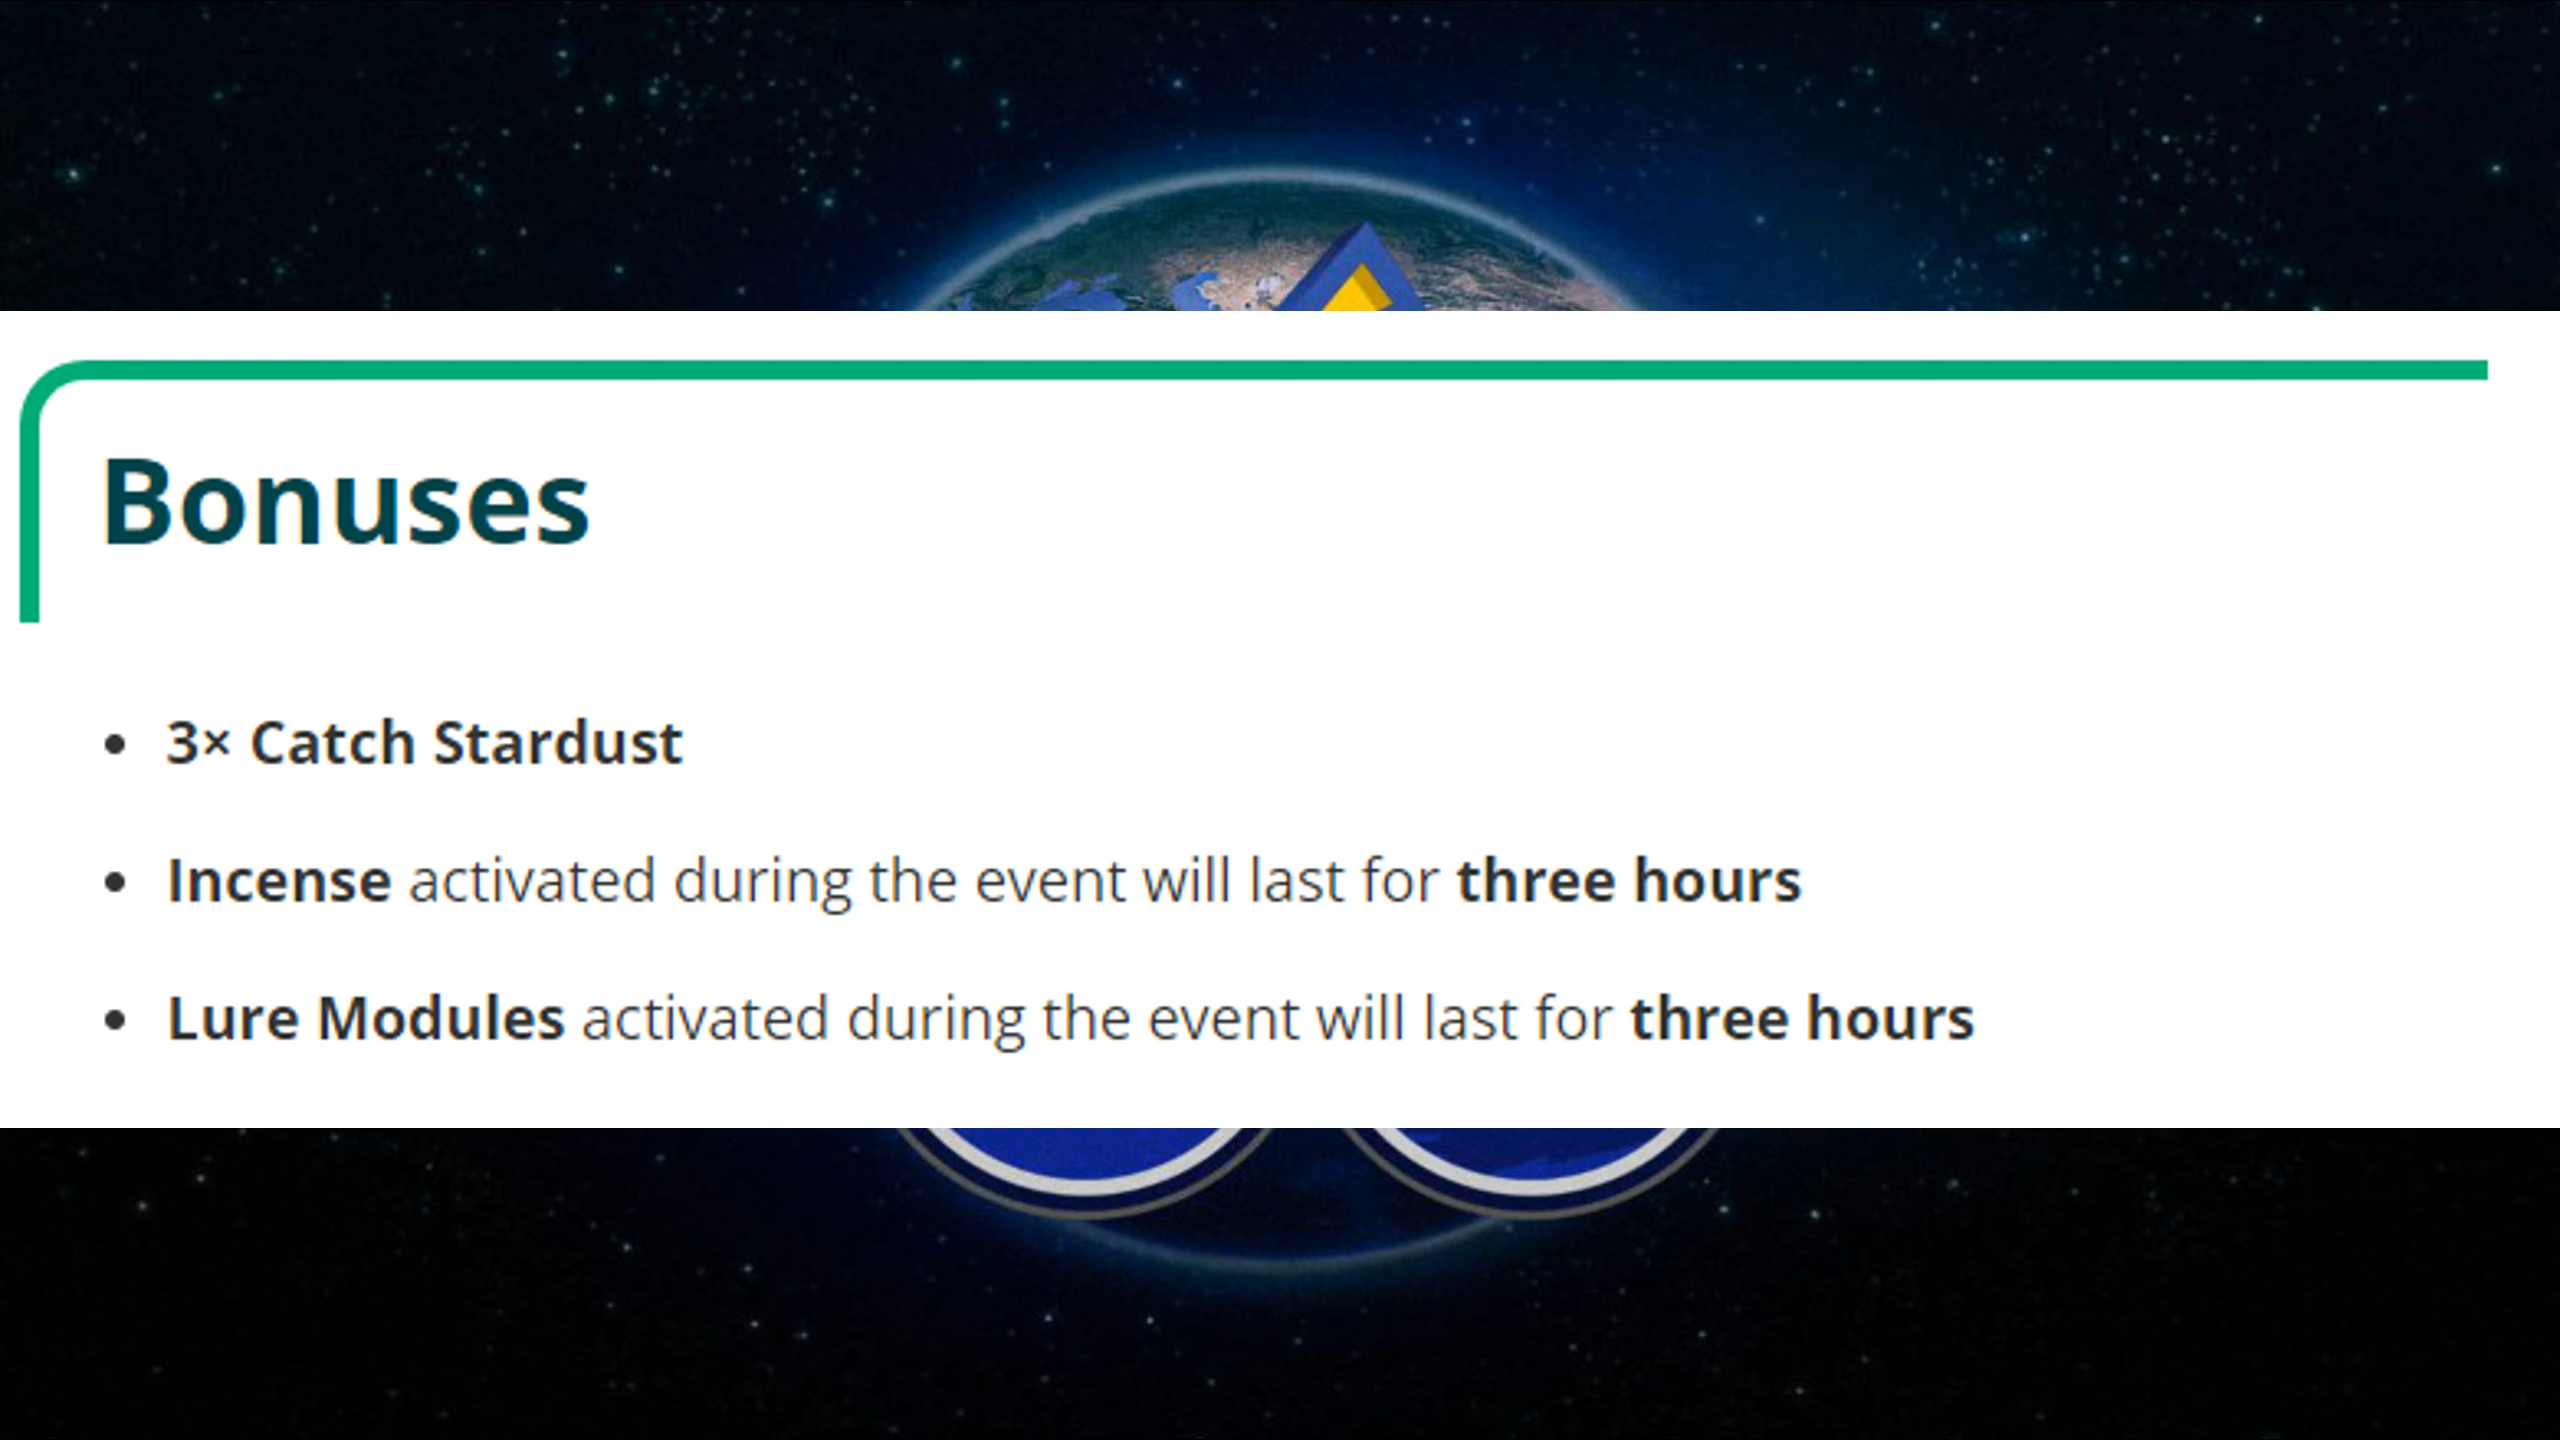 Bonuses
• 3× Catch Stardust
• Incense activated during the event will last for three hours
• Lure Modules activated during the event will last for three hours